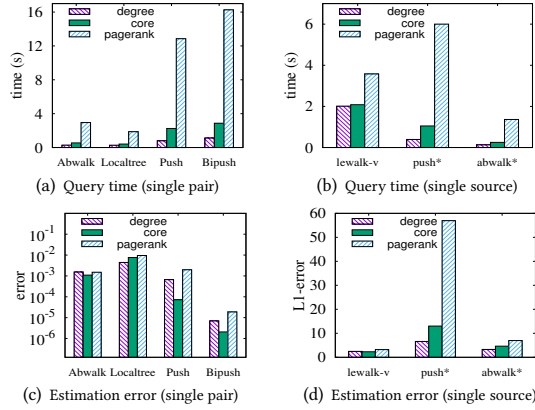 degree
core
pagerank
time (s)
16
12
8
4
0
Abwalk Localtree Push Bipush
(a) Query time (single pair)
degree
core
pagerank
time (s)
6
4
2
0
lewalk-v push* abwalk*
(b) Query time (single source)
degree
core
pagerank
error
10^-1
10^-2
10^-3
10^-4
10^-5
10^-6
Abwalk Localtree Push Bipush
(c) Estimation error (single pair)
degree
core
pagerank
L1-error
60
50
40
30
20
10
0
lewalk-v push* abwalk*
(d) Estimation error (single source)